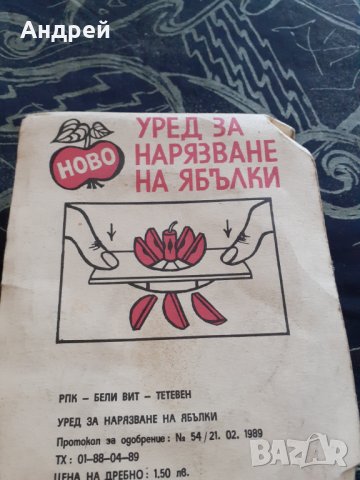 Андрей
УРЕД ЗА
НАРЯЗВАНЕ
НА ЯБЪЛКИ
НОВО
РПК - БЕЛИ ВИТ - ТЕТЕВЕН
УРЕД ЗА НАРЯЗВАНЕ НА ЯБЪЛКИ
Протокол за одобрение: № 54/21. 02. 1989
ТХ: 01-88-04-89
ЦЕНА НА ДРЕБНО: 1.50 лв.
BAZAR